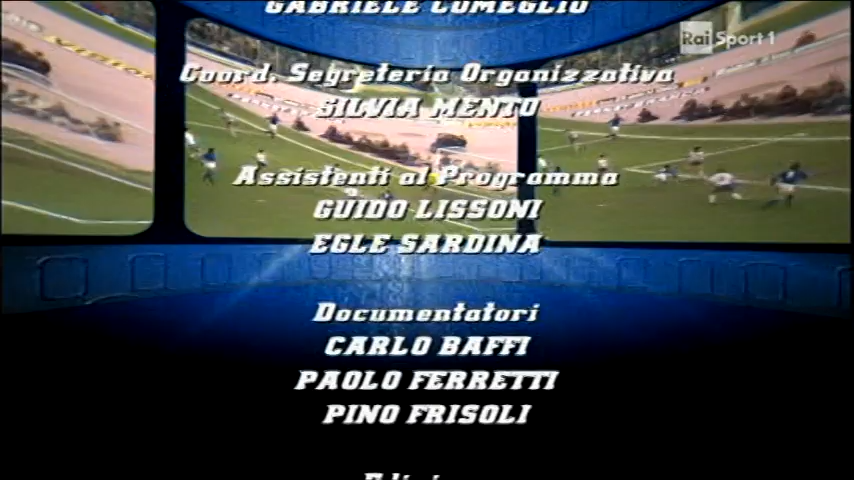 GABRIELE COMEGLIO
Rai Sport 1
Coord. Segreteria Organizzativa
SILVIA MENTO
Assistenti al Programma
GUIDO LISSONI
EGLE SARDINA
Documentatori
CARLO BAFFI
PAOLO FERRETTI
PINO FRISOLI